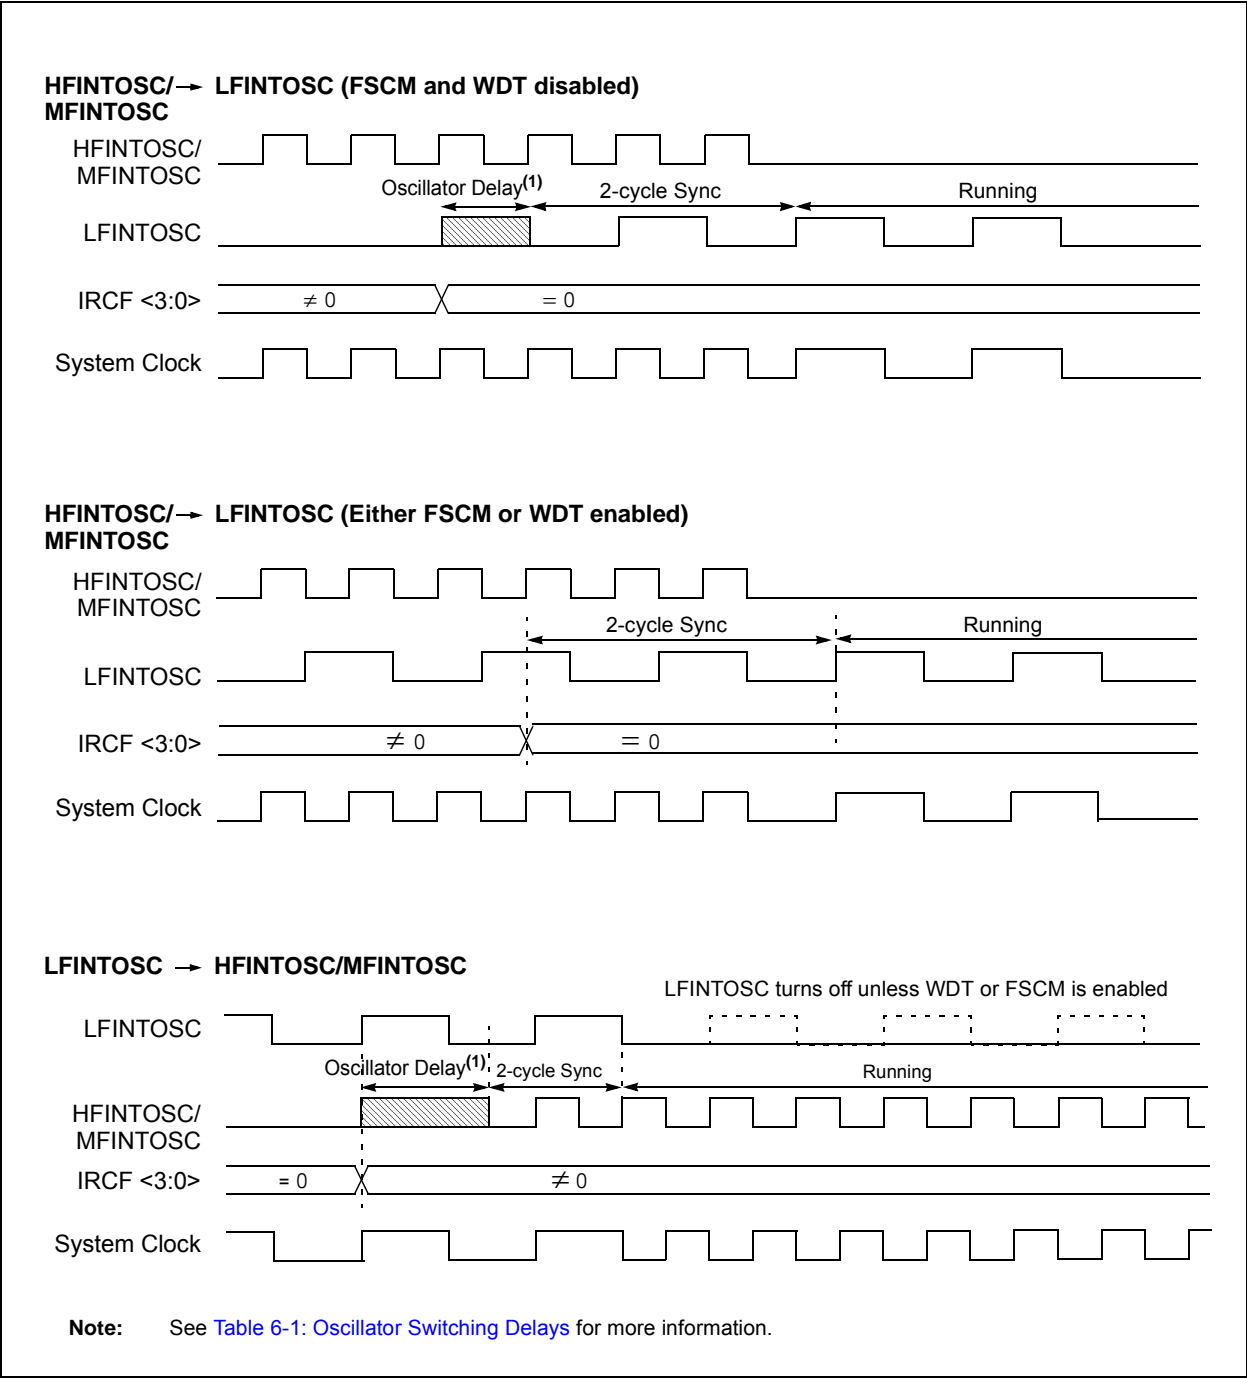 HFINTOSC/→ LFINTOSC (FSCM and WDT disabled)
MFINTOSC
HFINTOSC/
MFINTOSC
Oscillator Delay(1)
2-cycle Sync
Running
LFINTOSC
IRCF <3:0>
≠ 0
= 0
System Clock
HFINTOSC/→ LFINTOSC (Either FSCM or WDT enabled)
MFINTOSC
HFINTOSC/
MFINTOSC
2-cycle Sync
Running
LFINTOSC
IRCF <3:0>
≠ 0
= 0
System Clock
LFINTOSC → HFINTOSC/MFINTOSC
LFINTOSC turns off unless WDT or FSCM is enabled
LFINTOSC
Oscillator Delay(1)
2-cycle Sync
Running
HFINTOSC/
MFINTOSC
IRCF <3:0>
= 0
≠ 0
System Clock
Note: See Table 6-1: Oscillator Switching Delays for more information.